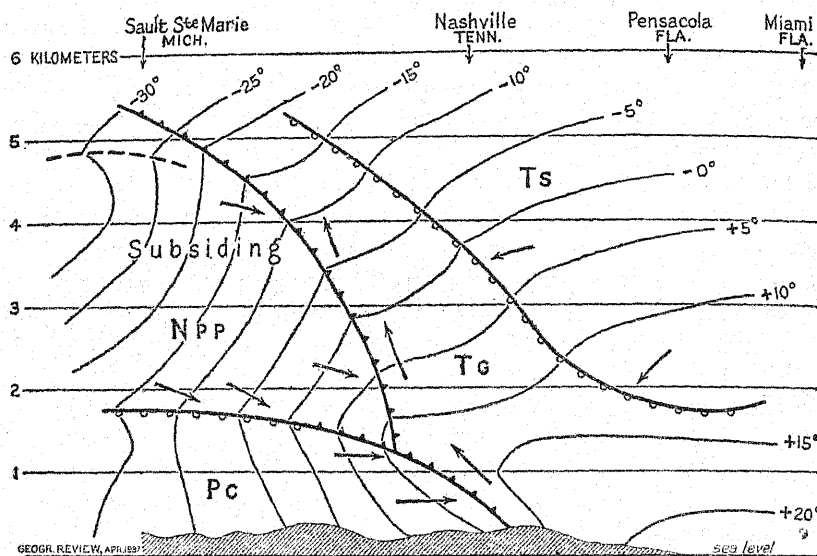 Sault Ste Marie
MICH.
Nashville
TENN.
Pensacola
FLA.
Miami
FLA.
6 KILOMETERS
-30°
-25°
-20°
-15°
-10°
5
-5°
Ts
-0°
4
+5°
Subsiding
3
+10°
NPP
TG
2
+15°
1
Pc
+20°
GEOGR. REVIEW, APR. 1937
sea level